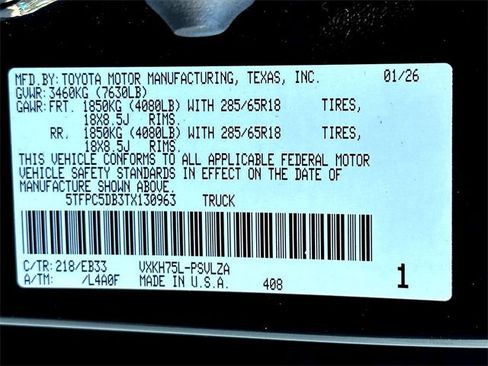 MFD.BY: TOYOTA MOTOR MANUFACTURING, TEXAS, INC. 01/26
GVWR: 3460KG (7630LB)
GAWR: FRT. 1850KG (4080LB) WITH 285/65R18 TIRES,
18X8.5J RIMS.
RR. 1850KG (4080LB) WITH 285/65R18 TIRES,
18X8.5J RIMS.
THIS VEHICLE CONFORMS TO ALL APPLICABLE FEDERAL MOTOR
VEHICLE SAFETY STANDARDS IN EFFECT ON THE DATE OF
MANUFACTURE SHOWN ABOVE.
5TFPC5DB3TX130963 TRUCK
C/TR: 218/EB33 VXKH75L-PSVLZA
A/TM: /L4A0F MADE IN U.S.A. 408 1